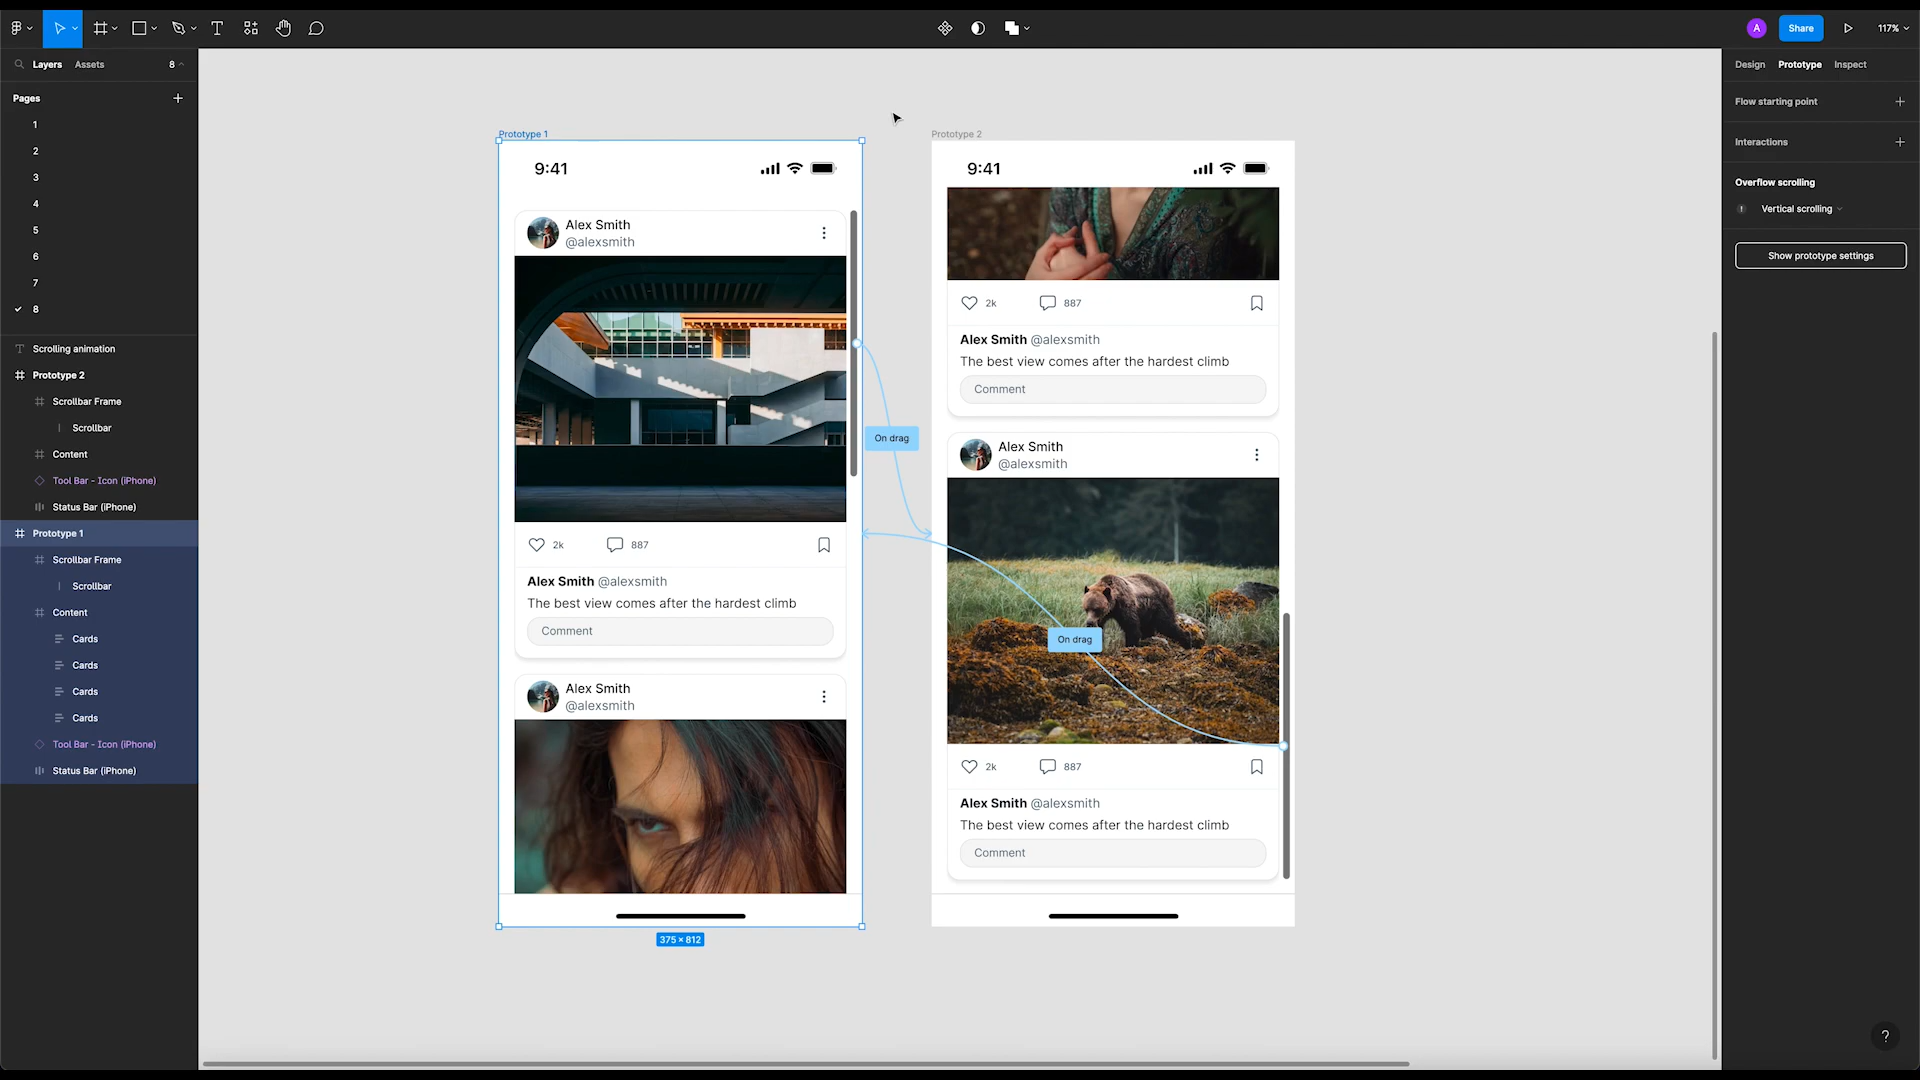 Share
117%
Layers
Assets
8
Design
Prototype
Inspect
Pages
1
2
3
4
5
6
7
8
Scrolling animation
Prototype 2
Scrollbar Frame
Scrollbar
Content
Tool Bar - Icon (iPhone)
Status Bar (iPhone)
Prototype 1
Scrollbar Frame
Scrollbar
Content
Cards
Cards
Cards
Cards
Tool Bar - Icon (iPhone)
Status Bar (iPhone)
Prototype 1
9:41
Alex Smith
@alexsmith
2k
887
Alex Smith @alexsmith
The best view comes after the hardest climb
Comment
Alex Smith
@alexsmith
375 × 812
On drag
Prototype 2
9:41
2k
887
Alex Smith @alexsmith
The best view comes after the hardest climb
Comment
Alex Smith
@alexsmith
On drag
2k
887
Alex Smith @alexsmith
The best view comes after the hardest climb
Comment
A
Flow starting point
Interactions
Overflow scrolling
Vertical scrolling
Show prototype settings
?